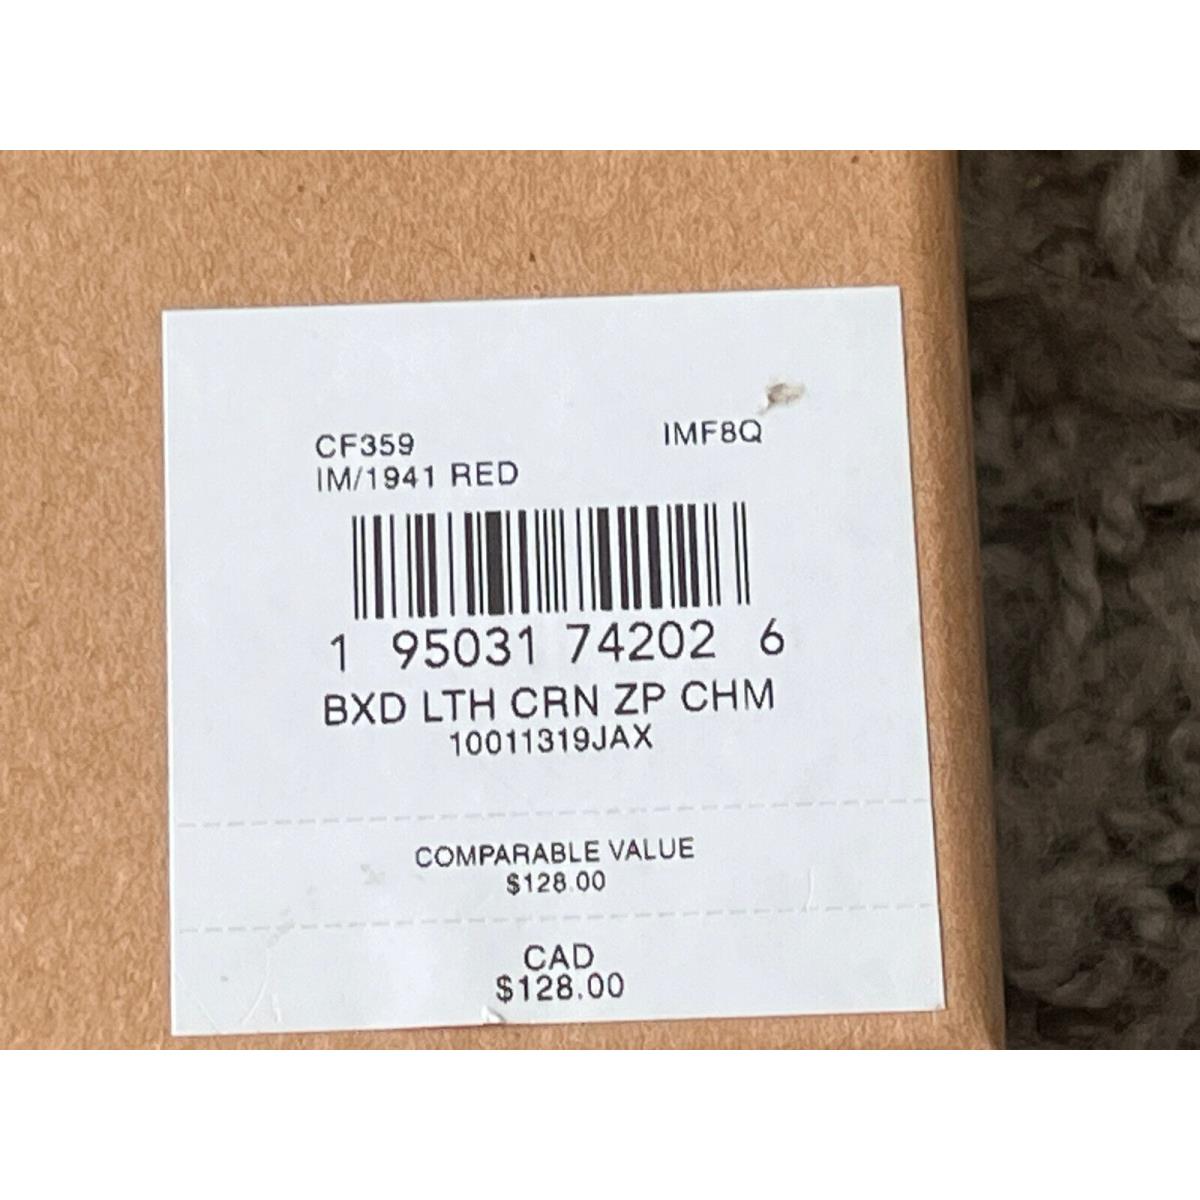 CF359 IMF8Q
IM/1941 RED
1 95031 74202 6
BXD LTH CRN ZP CHM
10011319JAX
COMPARABLE VALUE
$128.00
CAD
$128.00